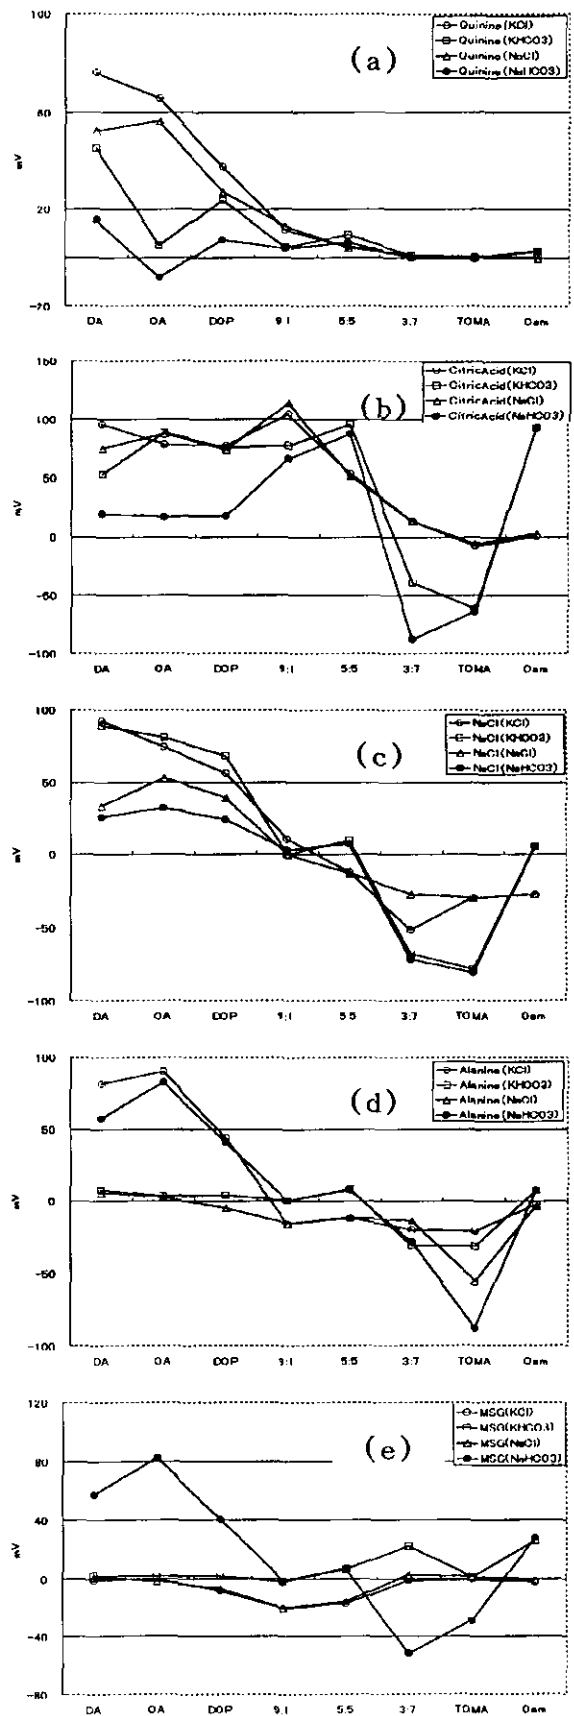 100
60
20
-20
mV
(a)
Quinine(KCl)
Quinine(KHCO3)
Quinine(NaCl)
Quinine(NaHCO3)
DA OA DOP 9:1 5:5 3:7 TOMA Oam
150
100
50
0
-50
-100
mV
(b)
CitricAcid(KCl)
CitricAcid(KHCO3)
CitricAcid(NaCl)
CitricAcid(NaHCO3)
DA OA DOP 9:1 5:5 3:7 TOMA Oam
100
50
0
-50
-100
mV
(c)
NaCl(KCl)
NaCl(KHCO3)
NaCl(NaCl)
NaCl(NaHCO3)
DA OA DOP 9:1 5:5 3:7 TOMA Oam
100
50
0
-50
-100
mV
(d)
Alanine(KCl)
Alanine(KHCO3)
Alanine(NaCl)
Alanine(NaHCO3)
DA OA DOP 9:1 5:5 3:7 TOMA Oam
120
80
40
0
-40
-80
mV
(e)
MSG(KCl)
MSG(KHCO3)
MSG(NaCl)
MSG(NaHCO3)
DA OA DOP 9:1 5:5 3:7 TOMA Oam